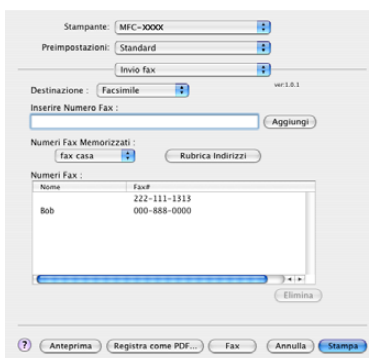 Stampante: MFC-XXXX
Preimpostazioni: Standard
Invio fax
Destinazione : Facsimile
ver:1.0.1
Inserire Numero Fax :
Aggiungi
Numeri Fax Memorizzati :
fax casa Rubrica Indirizzi
Numeri Fax :
Nome Fax#
222-111-1313
Bob 000-888-0000
Elimina
? Anteprima Registra come PDF... Fax Annulla Stampa